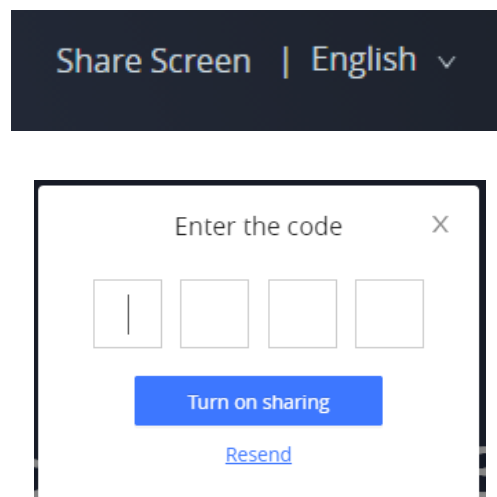 Share Screen | English
Enter the code X
Turn on sharing
Resend